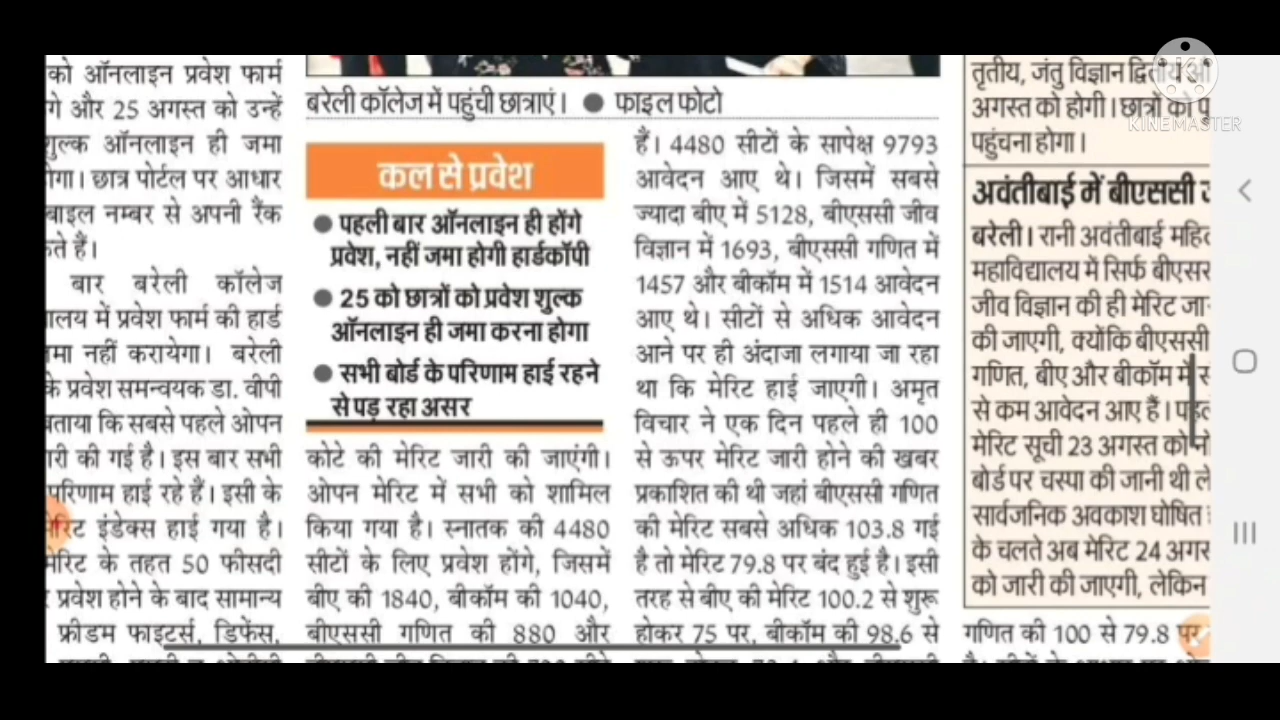 को ऑनलाइन प्रवेश फार्म
गे और 25 अगस्त को उन्हें
शुल्क ऑनलाइन ही जमा
गा। छात्र पोर्टल पर आधार
बाइल नम्बर से अपनी रैंक
ते हैं।
बार बरेली कॉलेज
लय में प्रवेश फार्म की हार्ड
मा नहीं करायेगा। बरेली
के प्रवेश समन्वयक डा. वीपी
बताया कि सबसे पहले ओपन
री की गई है। इस बार सभी
परिणाम हाई रहे हैं। इसी के
मेरिट इंडेक्स हाई गया है।
मेरिट के तहत 50 फीसदी
प्रवेश होने के बाद सामान्य
फ्रीडम फाइटर्स, डिफेंस,
बरेली कॉलेज में पहुंची छात्राएं। ● फाइल फोटो
कल से प्रवेश
● पहली बार ऑनलाइन ही होंगे
प्रवेश, नहीं जमा होगी हार्डकॉपी
● 25 को छात्रों को प्रवेश शुल्क
ऑनलाइन ही जमा करना होगा
● सभी बोर्ड के परिणाम हाई रहने
से पड़ रहा असर
कोटे की मेरिट जारी की जाएंगी।
ओपन मेरिट में सभी को शामिल
किया गया है। स्नातक की 4480
सीटों के लिए प्रवेश होंगे, जिसमें
बीए की 1840, बीकॉम की 1040,
बीएससी गणित की 880 और
हैं। 4480 सीटों के सापेक्ष 9793
आवेदन आए थे। जिसमें सबसे
ज्यादा बीए में 5128, बीएससी जीव
विज्ञान में 1693, बीएससी गणित में
1457 और बीकॉम में 1514 आवेदन
आए थे। सीटों से अधिक आवेदन
आने पर ही अंदाजा लगाया जा रहा
था कि मेरिट हाई जाएगी। अमृत
विचार ने एक दिन पहले ही 100
से ऊपर मेरिट जारी होने की खबर
प्रकाशित की थी जहां बीएससी गणित
की मेरिट सबसे अधिक 103.8 गई
है तो मेरिट 79.8 पर बंद हुई है। इसी
तरह से बीए की मेरिट 100.2 से शुरू
होकर 75 पर, बीकॉम की 98.6 से
तृतीय, जंतु विज्ञान द्वितीय
अगस्त को होगी। छात्रों को
पहुंचना होगा।
अवंतीबाई में बीएससी
बरेली। रानी अवंतीबाई
महाविद्यालय में सिर्फ
जीव विज्ञान की ही मेरिट
की जाएगी, क्योंकि बीएससी
गणित, बीए और बीकॉम में
से कम आवेदन आए हैं।
मेरिट सूची 23 अगस्त को
बोर्ड पर चस्पा की जानी थी
सार्वजनिक अवकाश घोषित
के चलते अब मेरिट 24
को जारी की जाएगी, लेकिन
गणित की 100 से 79.8 पर
KINEMASTER